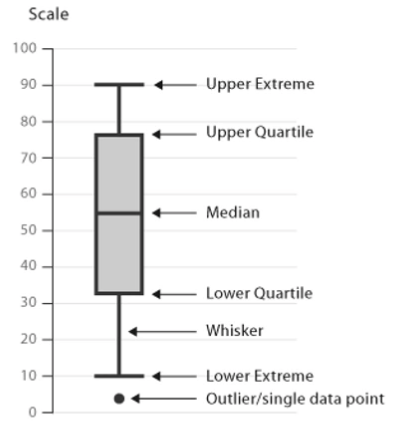 Scale
100
90
Upper Extreme
80
Upper Quartile
70
60
Median
50
40
Lower Quartile
30
Whisker
20
10
Lower Extreme
Outlier/single data point
0